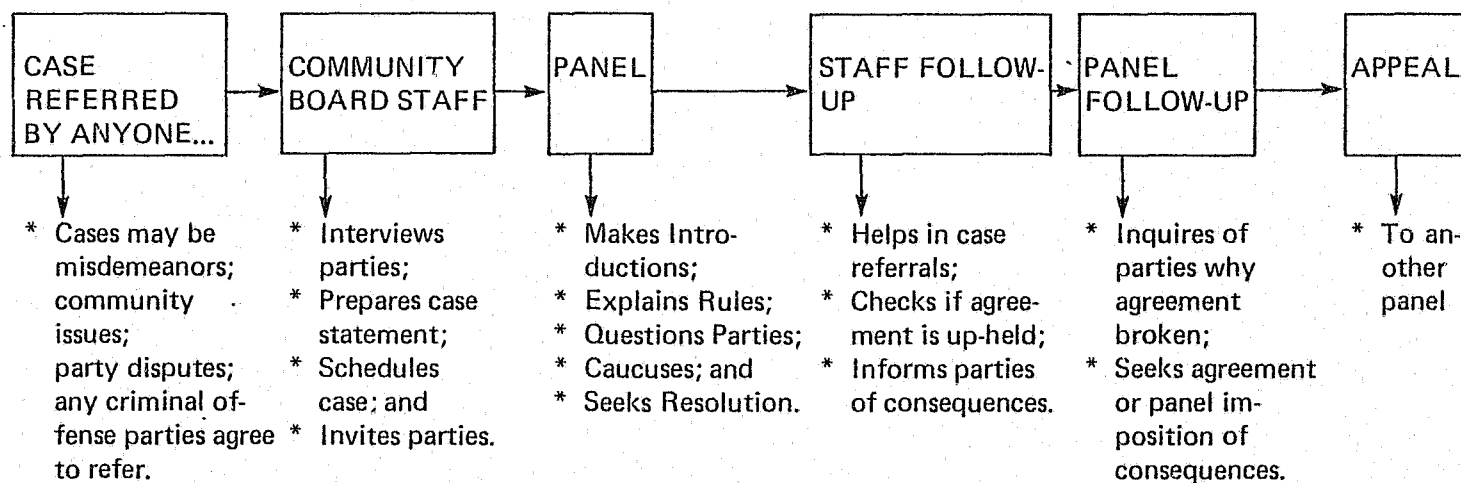 CASE
REFERRED
BY ANYONE...
COMMUNITY
BOARD STAFF
PANEL
STAFF FOLLOW-
UP
PANEL
FOLLOW-UP
APPEAL
* Cases may be
misdemeanors;
community
issues;
party disputes;
any criminal of-
fense parties agree
to refer.
* Interviews
parties;
* Prepares case
statement;
* Schedules
case; and
* Invites parties.
* Makes Intro-
ductions;
* Explains Rules;
* Questions Parties;
* Caucuses; and
* Seeks Resolution.
* Helps in case
referrals;
* Checks if agree-
ment is up-held;
* Informs parties
of consequences.
* Inquires of
parties why
agreement
broken;
* Seeks agreement
or panel im-
position of
consequences.
* To an-
other
panel